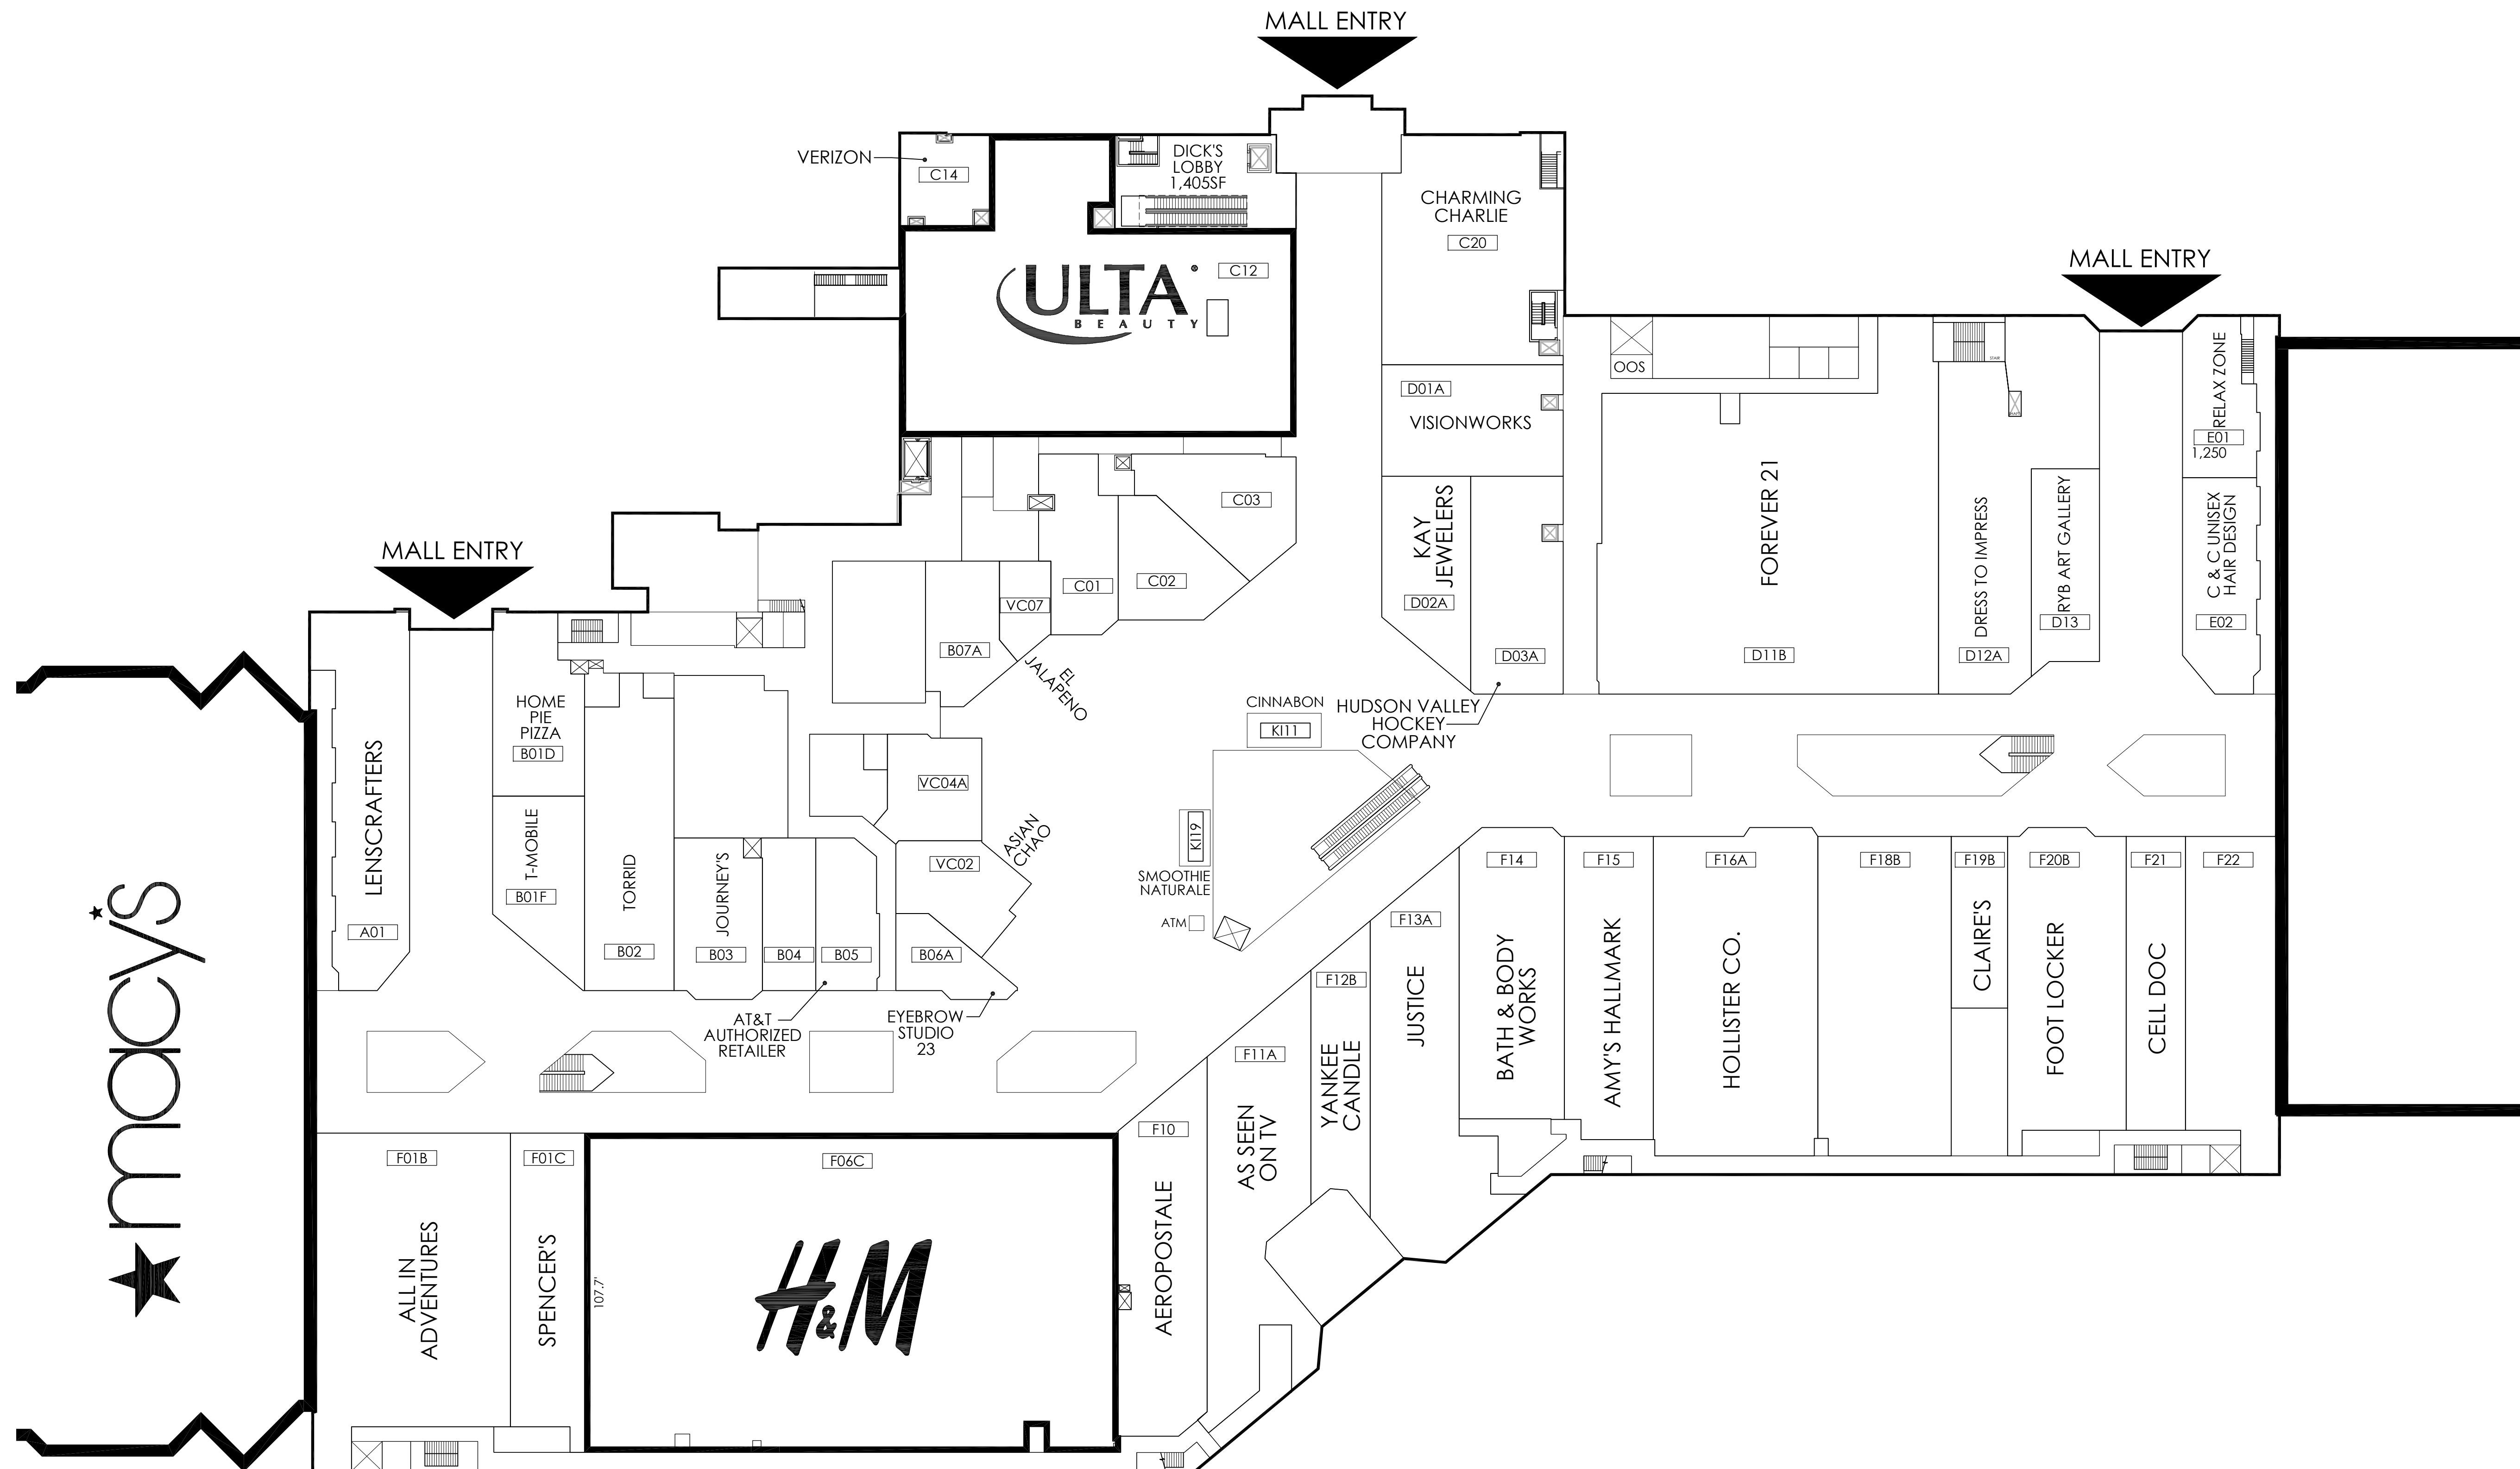 MALL ENTRY
VERIZON
C14
DICK'S
LOBBY
1,405SF
CHARMING
CHARLIE
C20
ULTA®
BEAUTY
C12
MALL ENTRY
OOS
STAIR
RELAX ZONE
E01
1,250
D01A
VISIONWORKS
KAY
JEWELERS
D02A
D03A
FOREVER 21
D11B
DRESS TO IMPRESS
D12A
RYB ART GALLERY
D13
C & C UNISEX
HAIR DESIGN
E02
C03
C02
C01
VC07
B07A
EL
JALAPENO
MALL ENTRY
HOME
PIE
PIZZA
B01D
LENSCRAFTERS
A01
T-MOBILE
B01F
TORRID
B02
JOURNEY'S
B03
B04
B05
VC04A
VC02
ASIAN
CHAO
B06A
CINNABON
KI11
HUDSON VALLEY
HOCKEY
COMPANY
KI19
SMOOTHIE
NATURALE
ATM
AT&T
AUTHORIZED
RETAILER
EYEBROW
STUDIO
23
macy's
F14
BATH & BODY
WORKS
F15
AMY'S HALLMARK
F16A
HOLLISTER CO.
F18B
F19B
CLAIRE'S
F20B
FOOT LOCKER
F21
CELL DOC
F22
F13A
JUSTICE
F12B
YANKEE
CANDLE
F11A
AS SEEN
ON TV
F10
AEROPOSTALE
F01B
ALL IN
ADVENTURES
F01C
SPENCER'S
F06C
107.7'
H&M